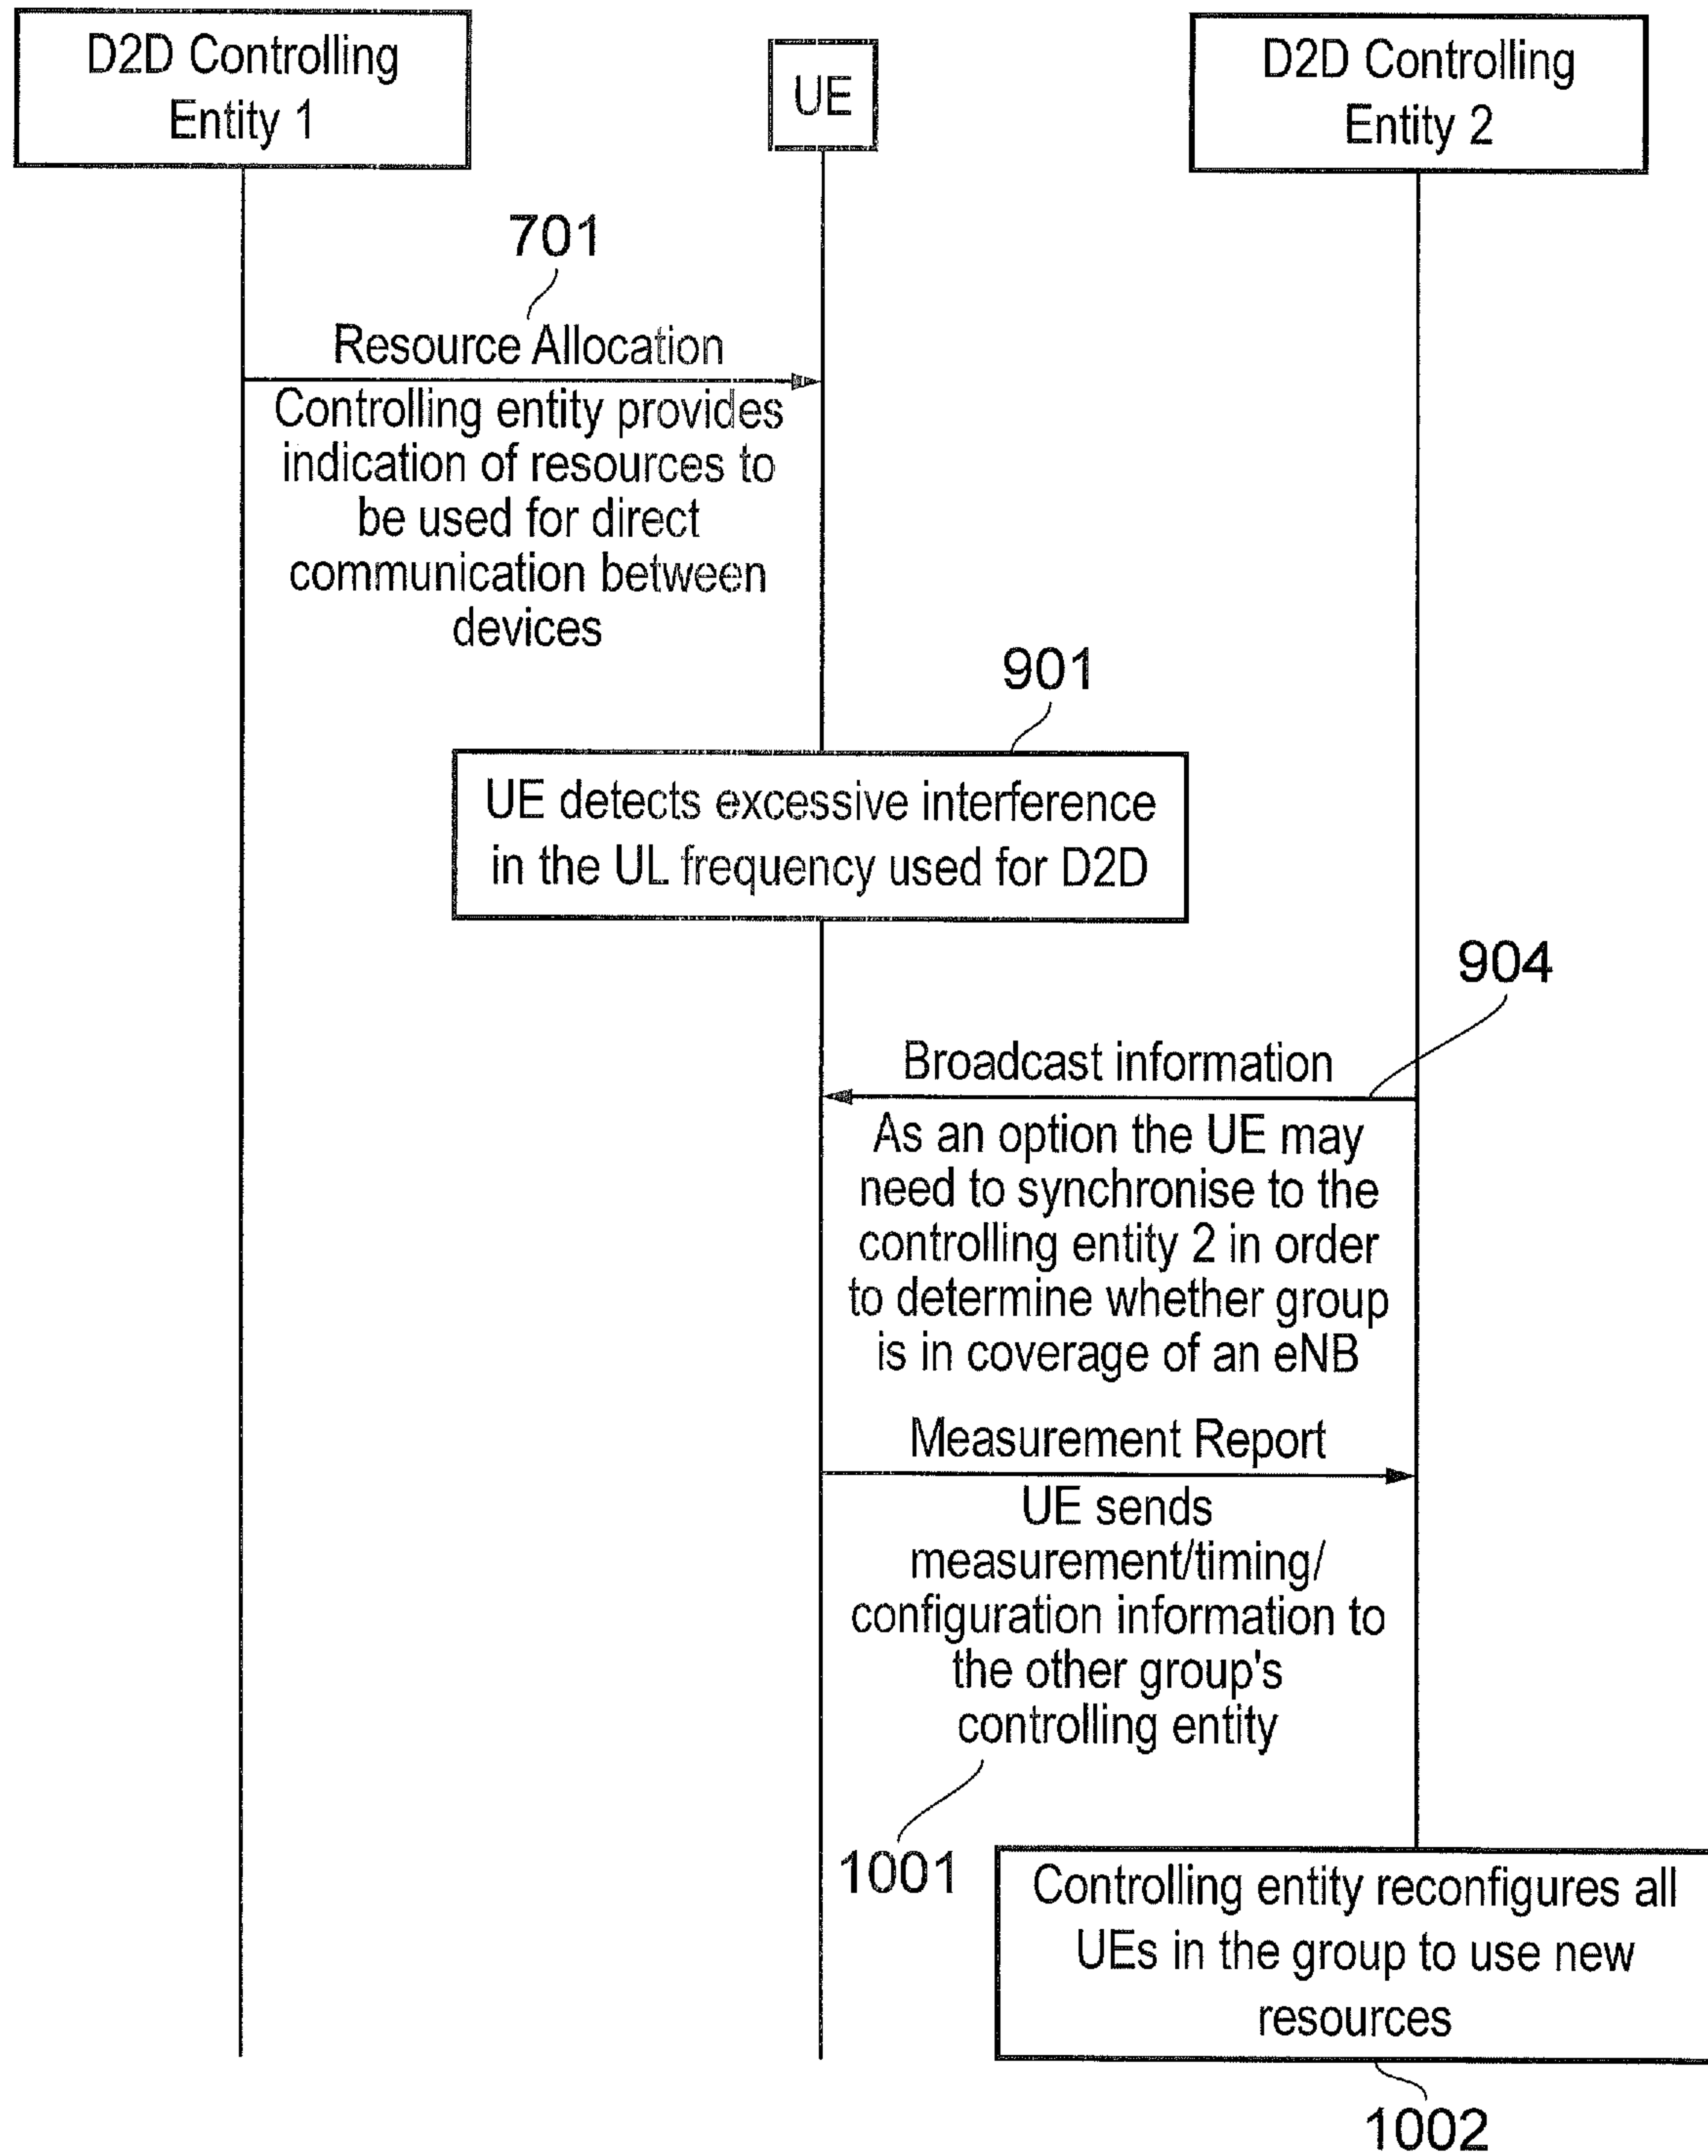 D2D Controlling
Entity 1
UE
D2D Controlling
Entity 2
701
Resource Allocation
Controlling entity provides
indication of resources to
be used for direct
communication between
devices
901
UE detects excessive interference
in the UL frequency used for D2D
904
Broadcast information
As an option the UE may
need to synchronise to the
controlling entity 2 in order
to determine whether group
is in coverage of an eNB
Measurement Report
UE sends
measurement/timing/
configuration information to
the other group's
controlling entity
1001
Controlling entity reconfigures all
UEs in the group to use new
resources
1002